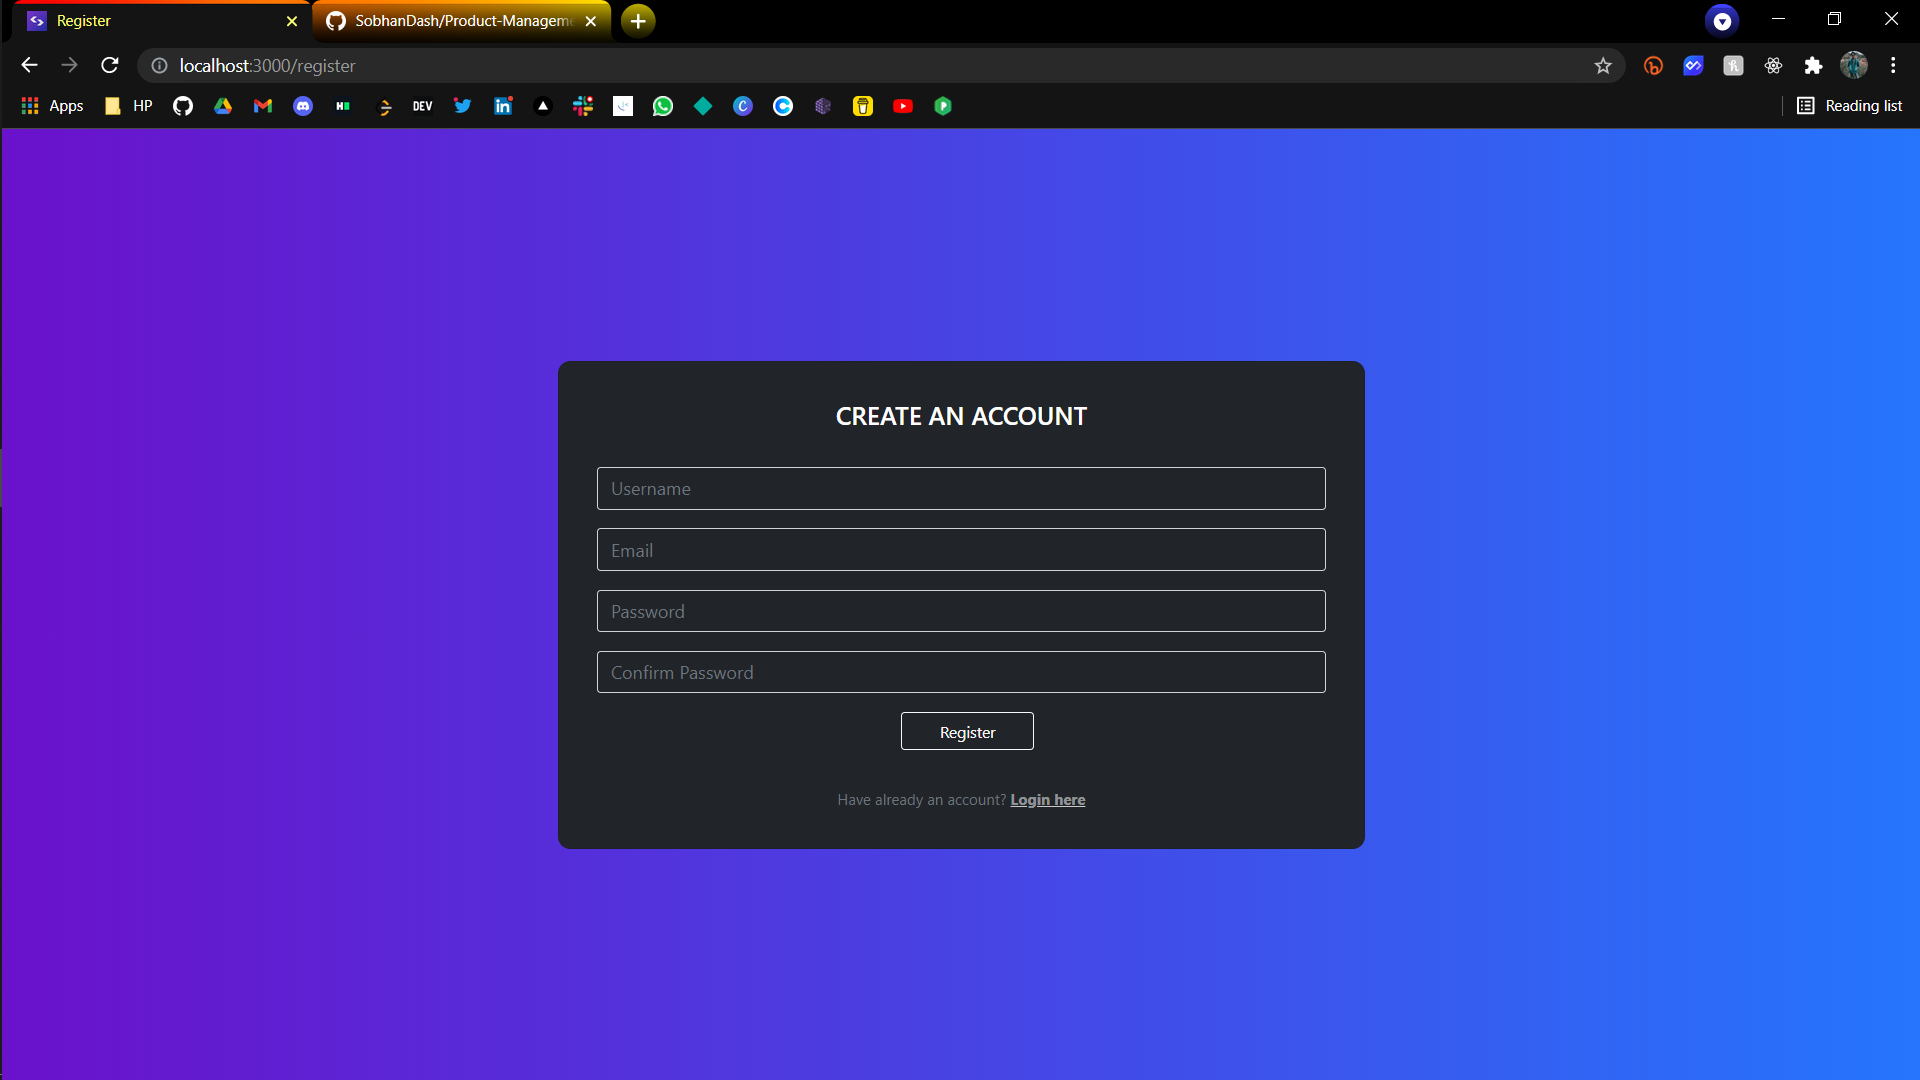 Register
SobhanDash/Product-Managem
localhost:3000/register
Apps
HP
DEV
Reading list
CREATE AN ACCOUNT
Username
Email
Password
Confirm Password
Register
Have already an account? Login here